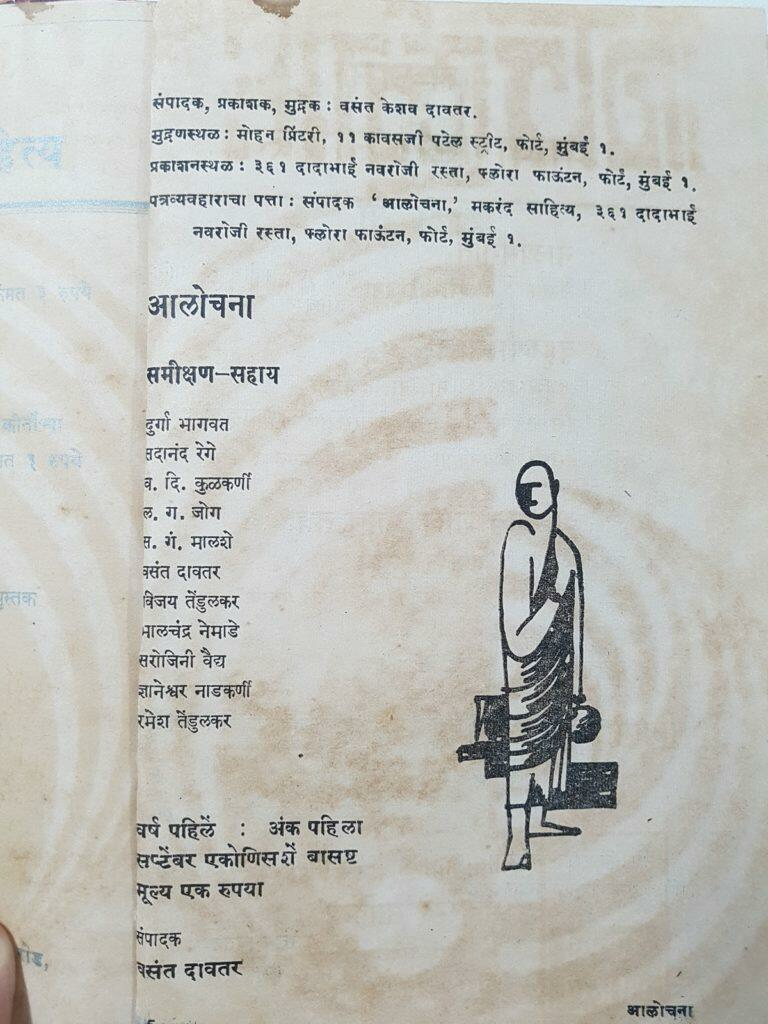 संपादक, प्रकाशक, मुद्रक : वसंत केशव दावतर.
मुद्रणस्थळ : मोहन प्रिंटरी, ११ कावसजी पटेल स्ट्रीट, फोर्ट, मुंबई १.
प्रकाशनस्थळ : ३६१ दादाभाई नवरोजी रस्ता, फ्लोरा फाऊंटन, फोर्ट, मुंबई १.
पत्रव्यवहाराचा पत्ता : संपादक ‘आलोचना,’ मकरंद साहित्य, ३६१ दादाभाई
नवरोजी रस्ता, फ्लोरा फाऊंटन, फोर्ट, मुंबई १.
आलोचना
समीक्षण–सहाय
दुर्गा भागवत
सदानंद रेगे
व. दि. कुळकर्णी
ल. ग. जोग
स. गं. मालशे
वसंत दावतर
विजय तेंडुलकर
भालचंद्र नेमाडे
सरोजिनी वैद्य
ज्ञानेश्वर नाडकर्णी
रमेश तेंडुलकर
वर्ष पहिलें : अंक पहिला
सप्टेंबर एकोणिसशें बासष्ट
मूल्य एक रुपया
संपादक
वसंत दावतर
आलोचना